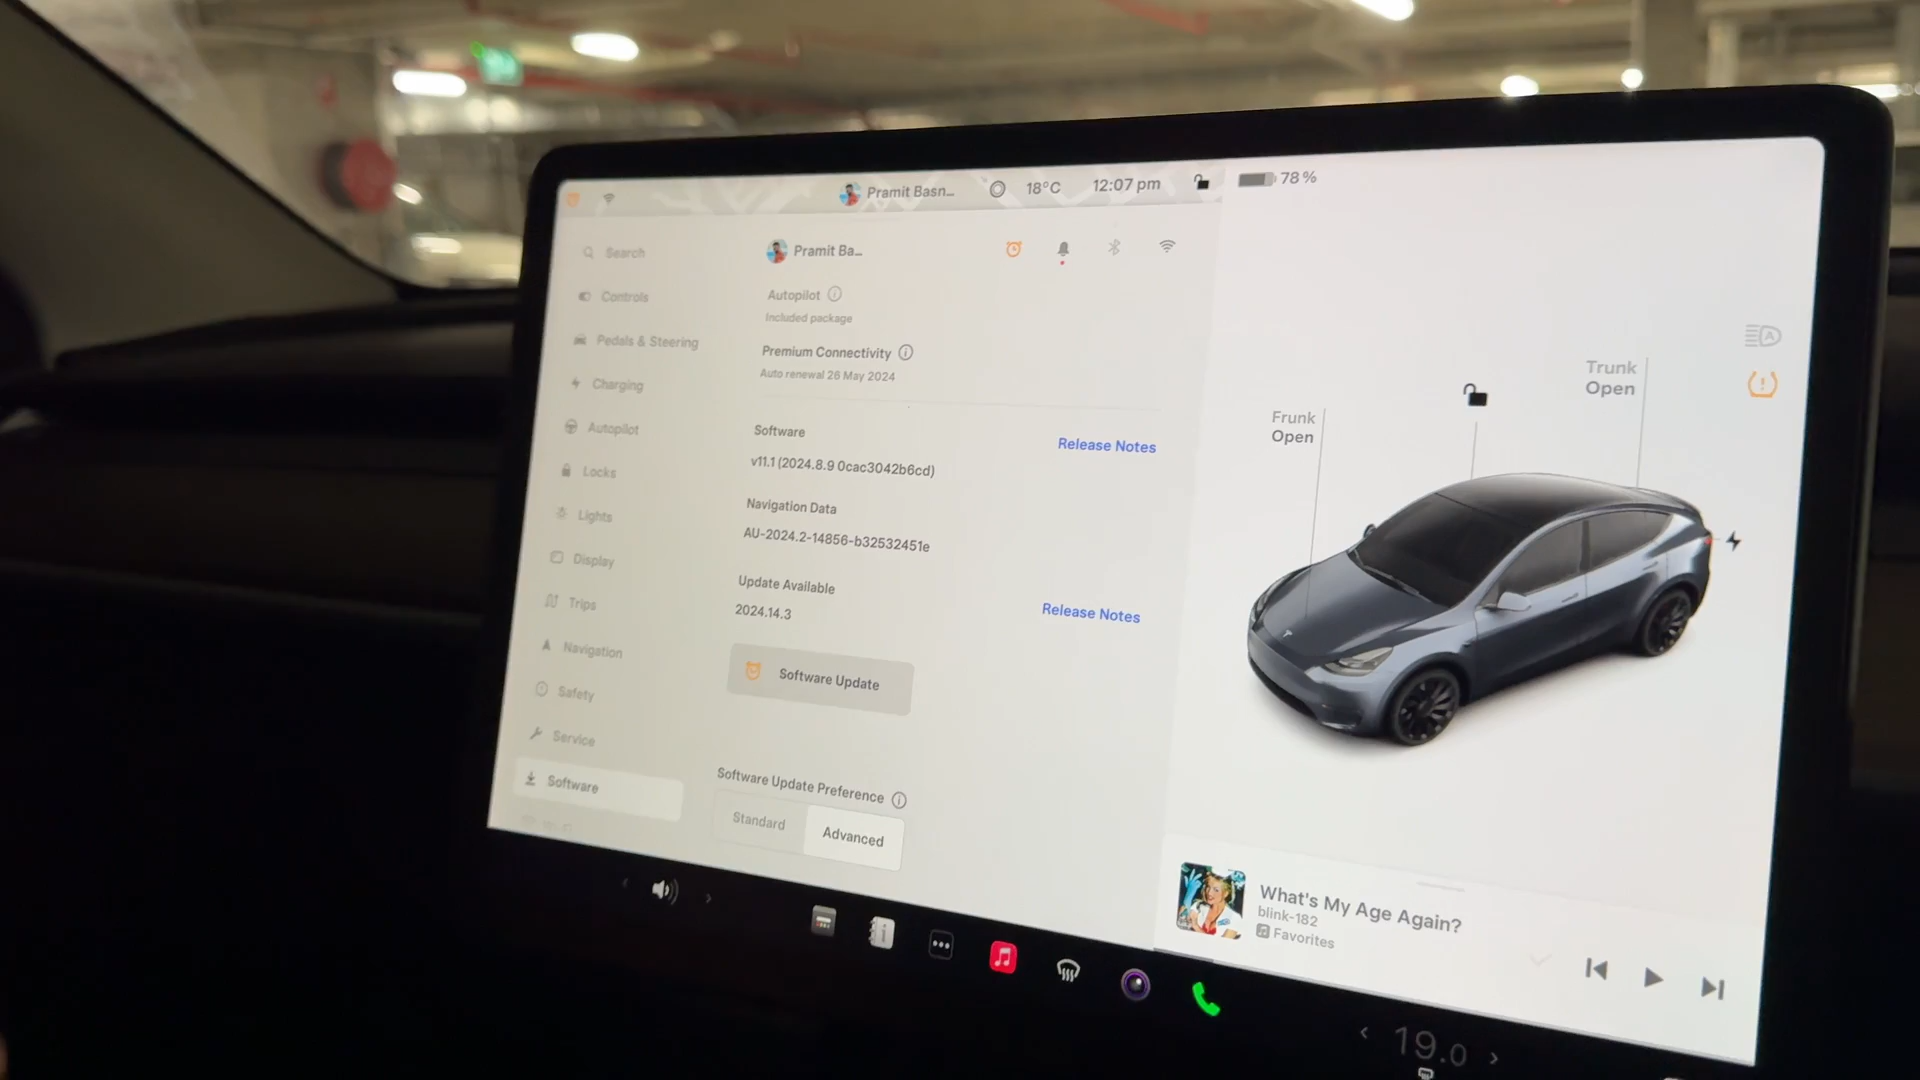 Pramit Basn...
18°C
12:07 pm
78%
Search
Controls
Pedals & Steering
Charging
Autopilot
Locks
Lights
Display
Trips
Navigation
Safety
Service
Software
Pramit Ba...
Autopilot
Included package
Premium Connectivity
Auto renewal 26 May 2024
Software
Release Notes
v11.1 (2024.8.9 0cac3042b6cd)
Navigation Data
AU-2024.2-14856-b32532451e
Update Available
2024.14.3
Release Notes
Software Update
Software Update Preference
Standard
Advanced
Trunk
Open
Frunk
Open
What's My Age Again?
blink-182
Favorites
19.0